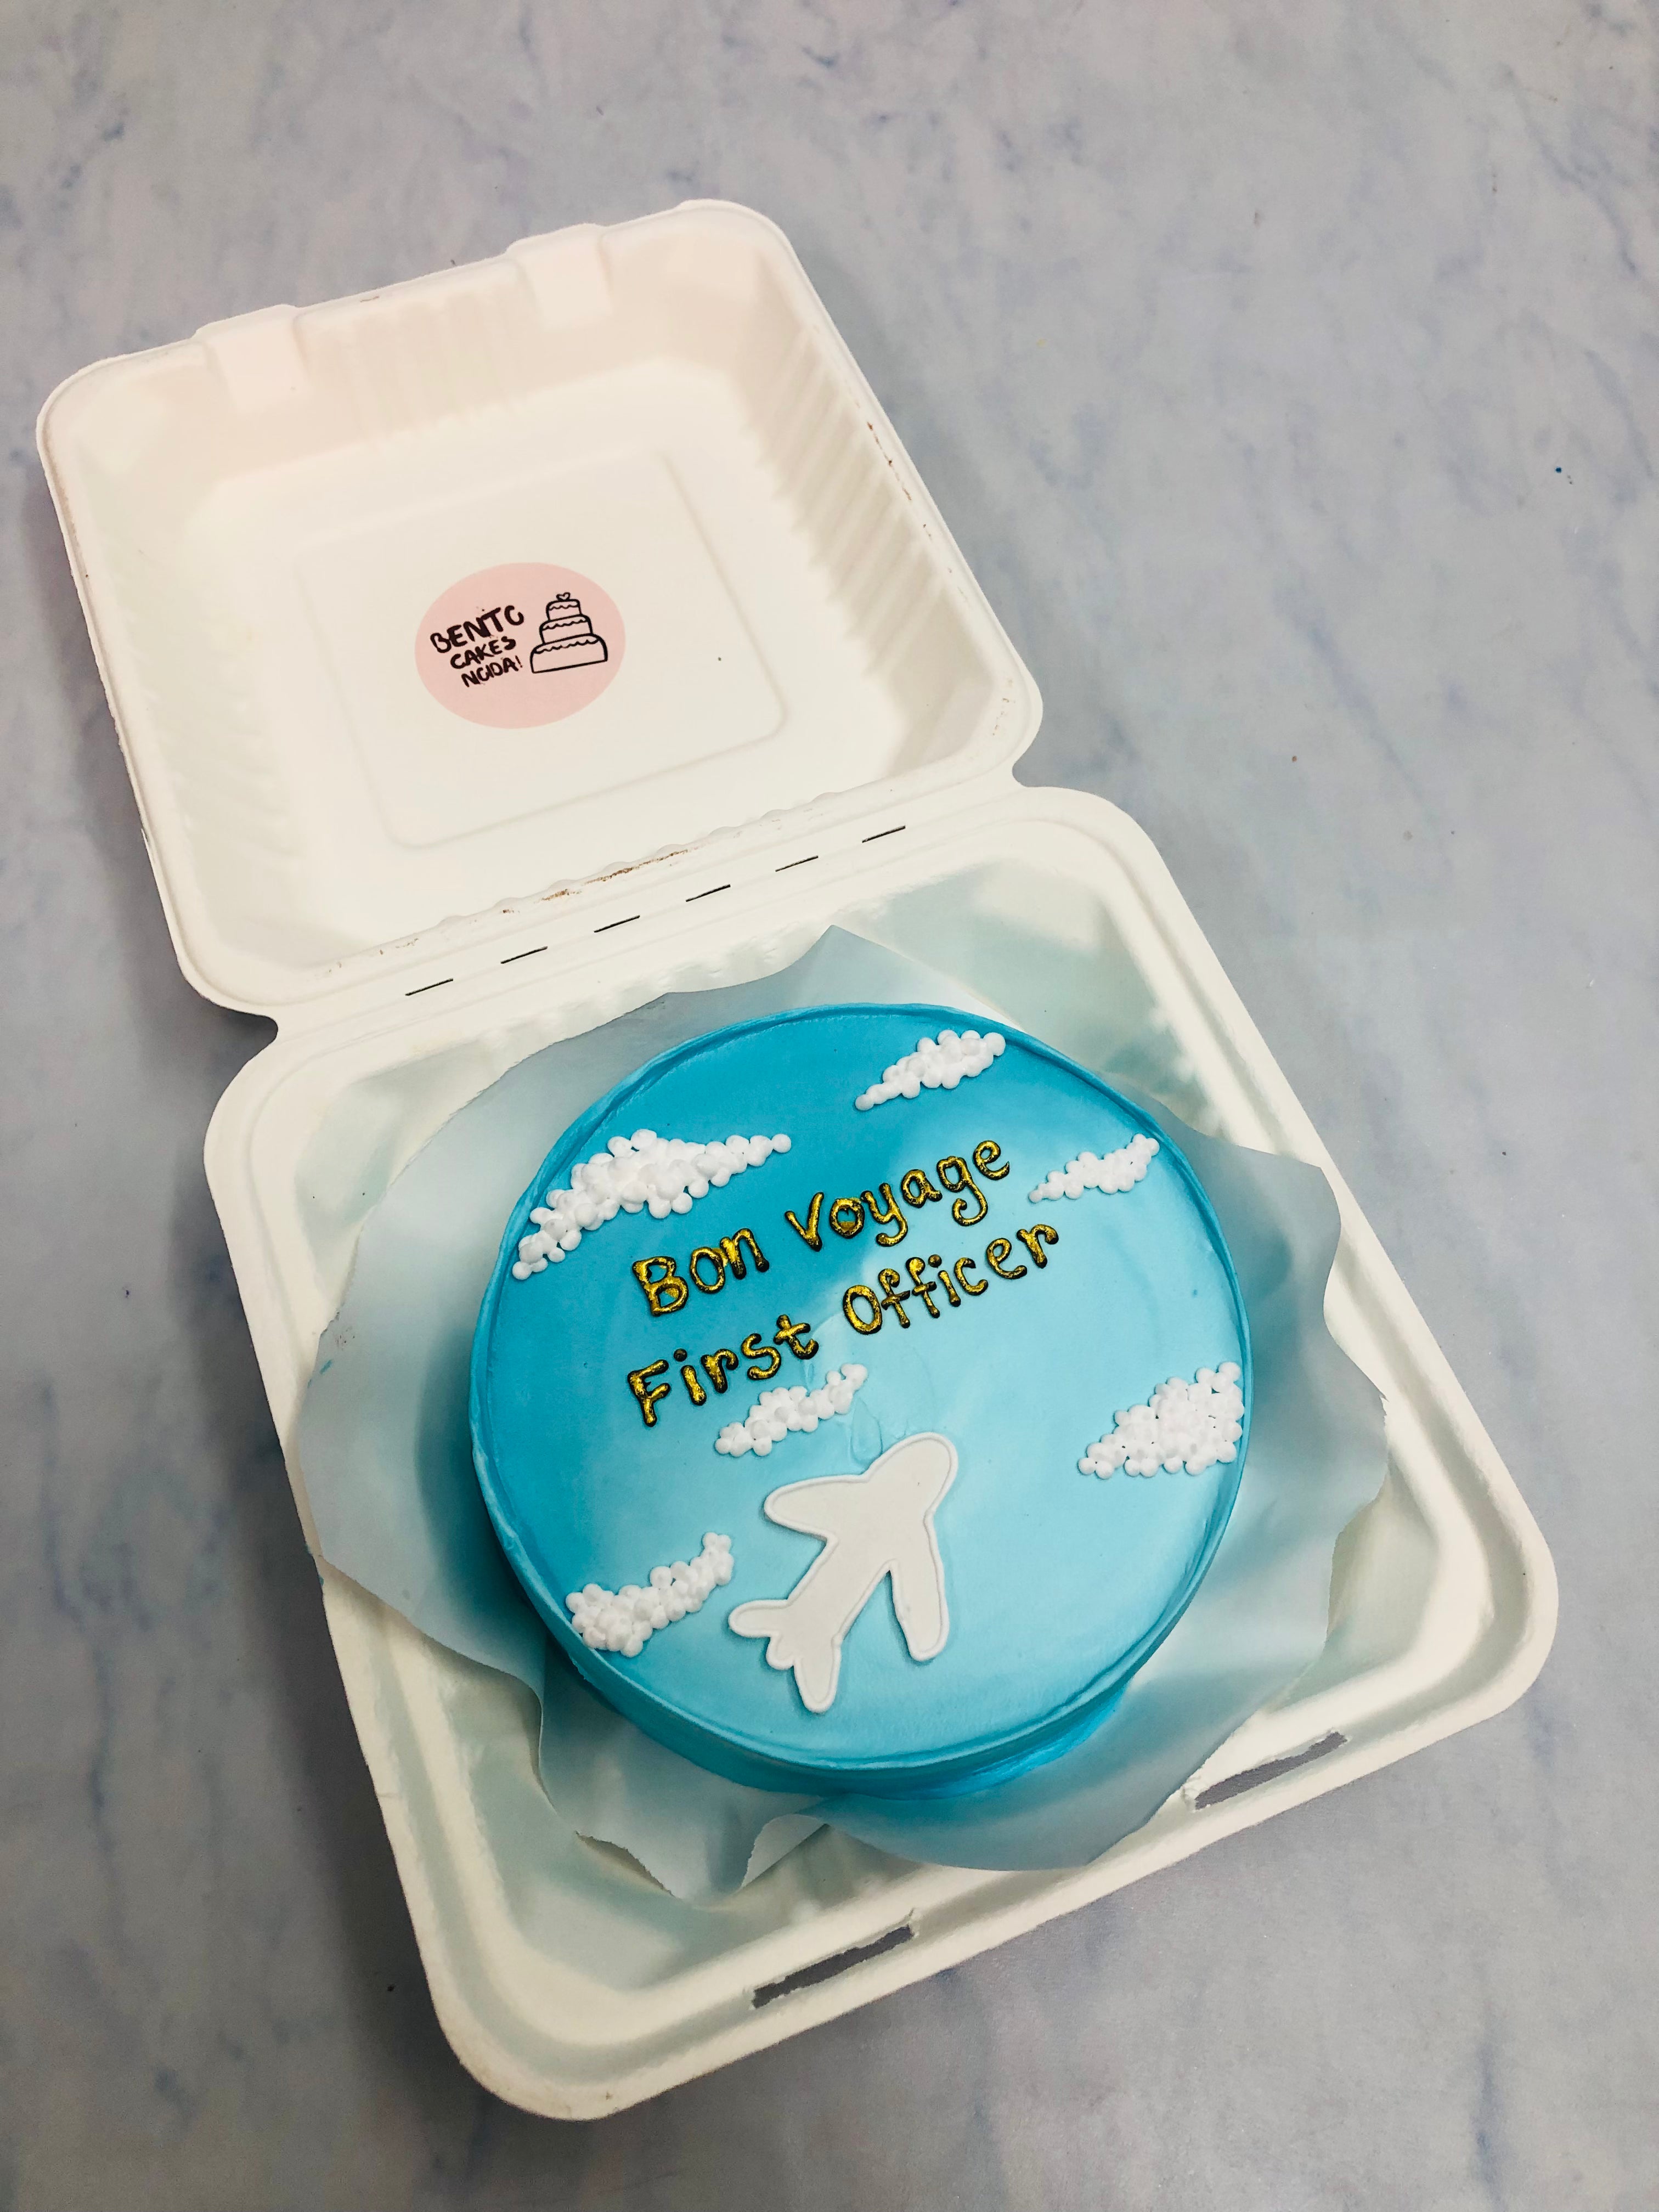 BENTO
CAKES
NOIDA!
Bon Voyage
First Officer